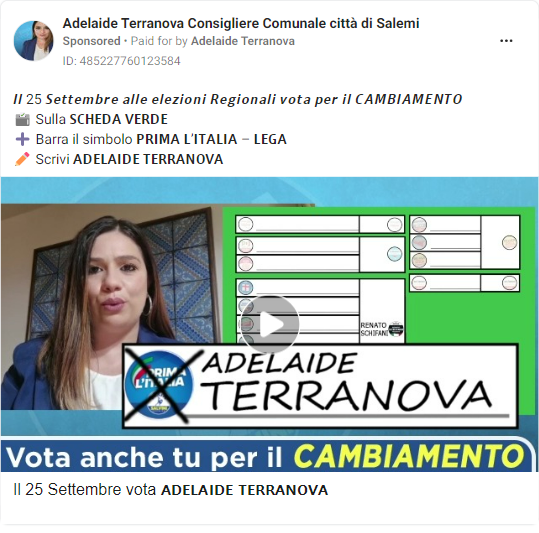 Adelaide Terranova Consigliere Comunale città di Salemi
Sponsored • Paid for by Adelaide Terranova
ID: 485227760123584
Il 25 Settembre alle elezioni Regionali vota per il CAMBIAMENTO
Sulla SCHEDA VERDE
Barra il simbolo PRIMA L’ITALIA – LEGA
Scrivi ADELAIDE TERRANOVA
RENATO
SCHIFANI
PRIMA
L'ITALIA
SALVINI
ADELAIDE
TERRANOVA
Vota anche tu per il CAMBIAMENTO
Il 25 Settembre vota ADELAIDE TERRANOVA